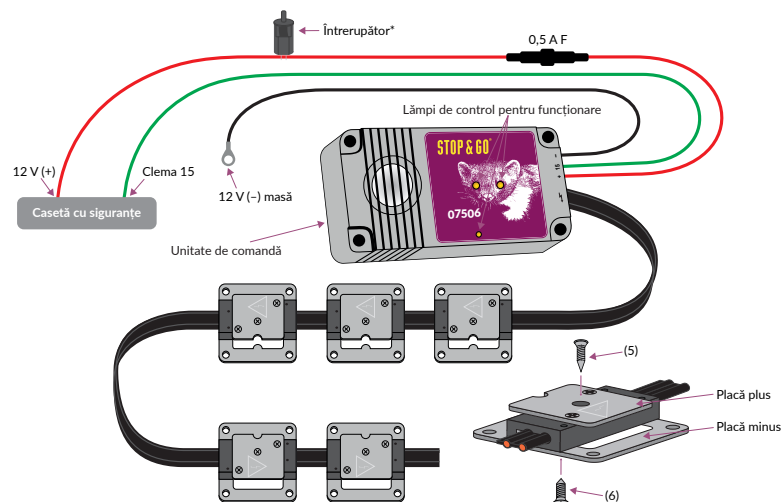 Întrerupător*
0,5 A F
Lămpi de control pentru funcționare
STOP & GO®
12 V (+)
Clema 15
12 V (–) masă
Casetă cu siguranțe
07506
– 
15
+
Unitate de comandă
(5)
Placă plus
Placă minus
(6)